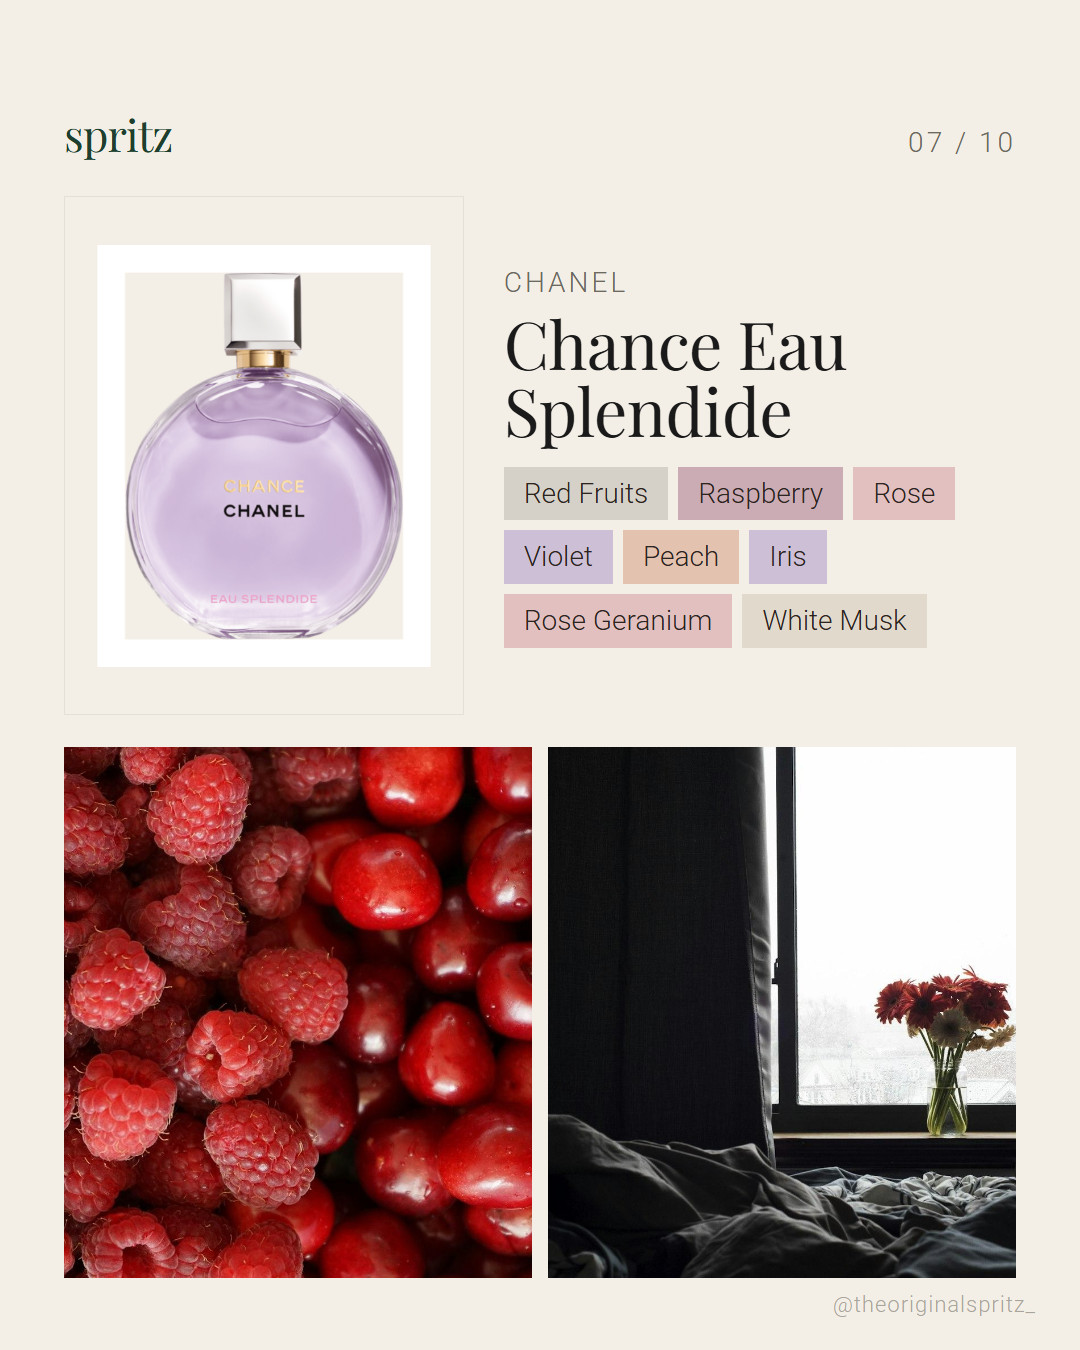 spritz
07 / 10
CHANEL
Chance Eau
Splendide
Red Fruits
Raspberry
Rose
Violet
Peach
Iris
Rose Geranium
White Musk
CHANCE
CHANEL
EAU SPLENDIDE
@theoriginalspritz_